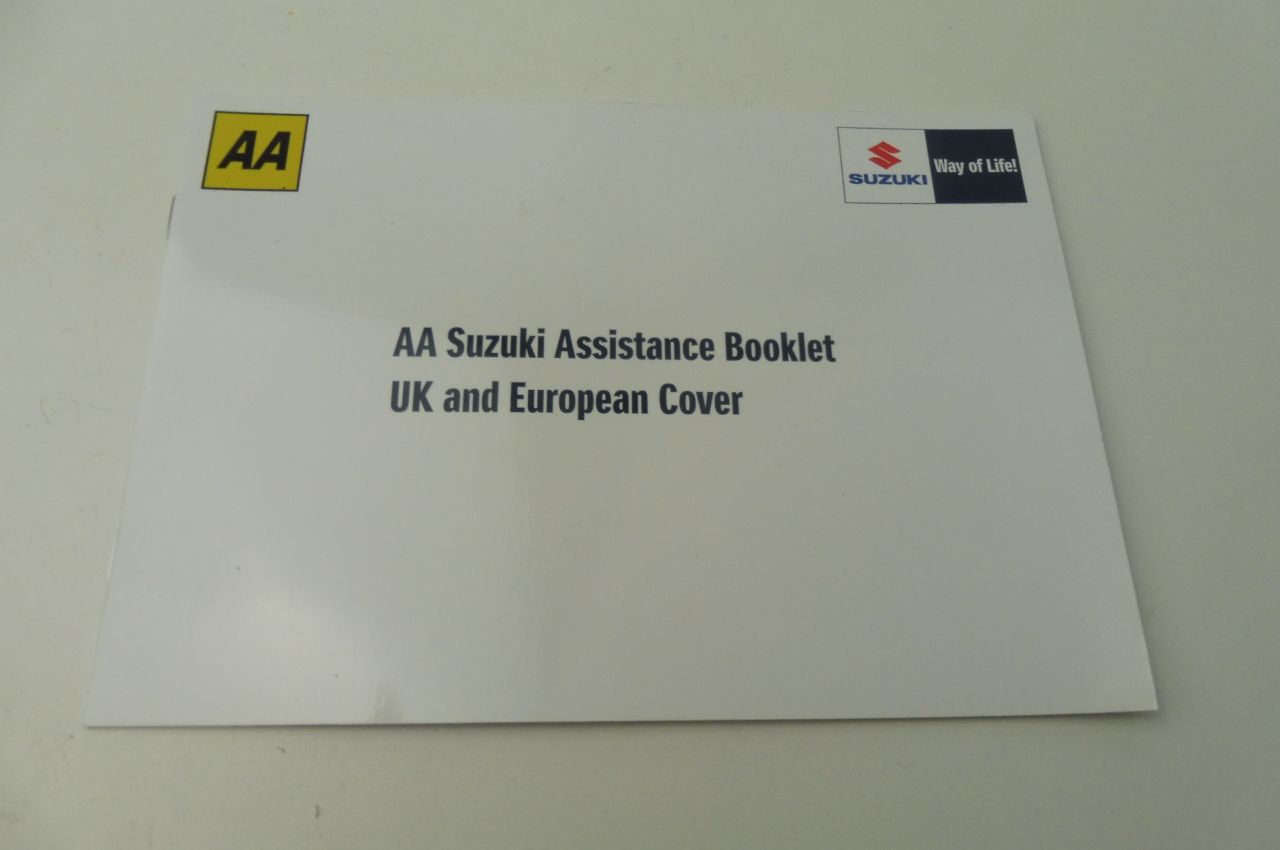 AA
SUZUKI
Way of Life!
AA Suzuki Assistance Booklet
UK and European Cover